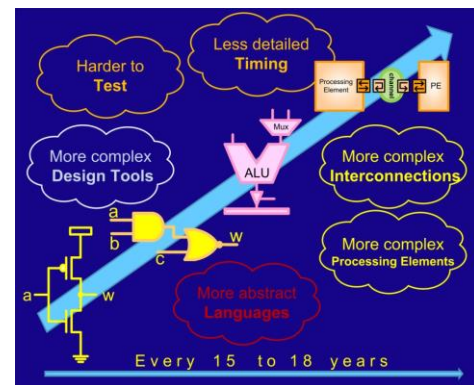 Less detailed
Timing
Harder to
Test
Processing
Element
channel
PE
Mux
ALU
More complex
Design Tools
More complex
Interconnections
a
b
c
w
More complex
Processing Elements
a
w
More abstract
Languages
Every 15 to 18 years